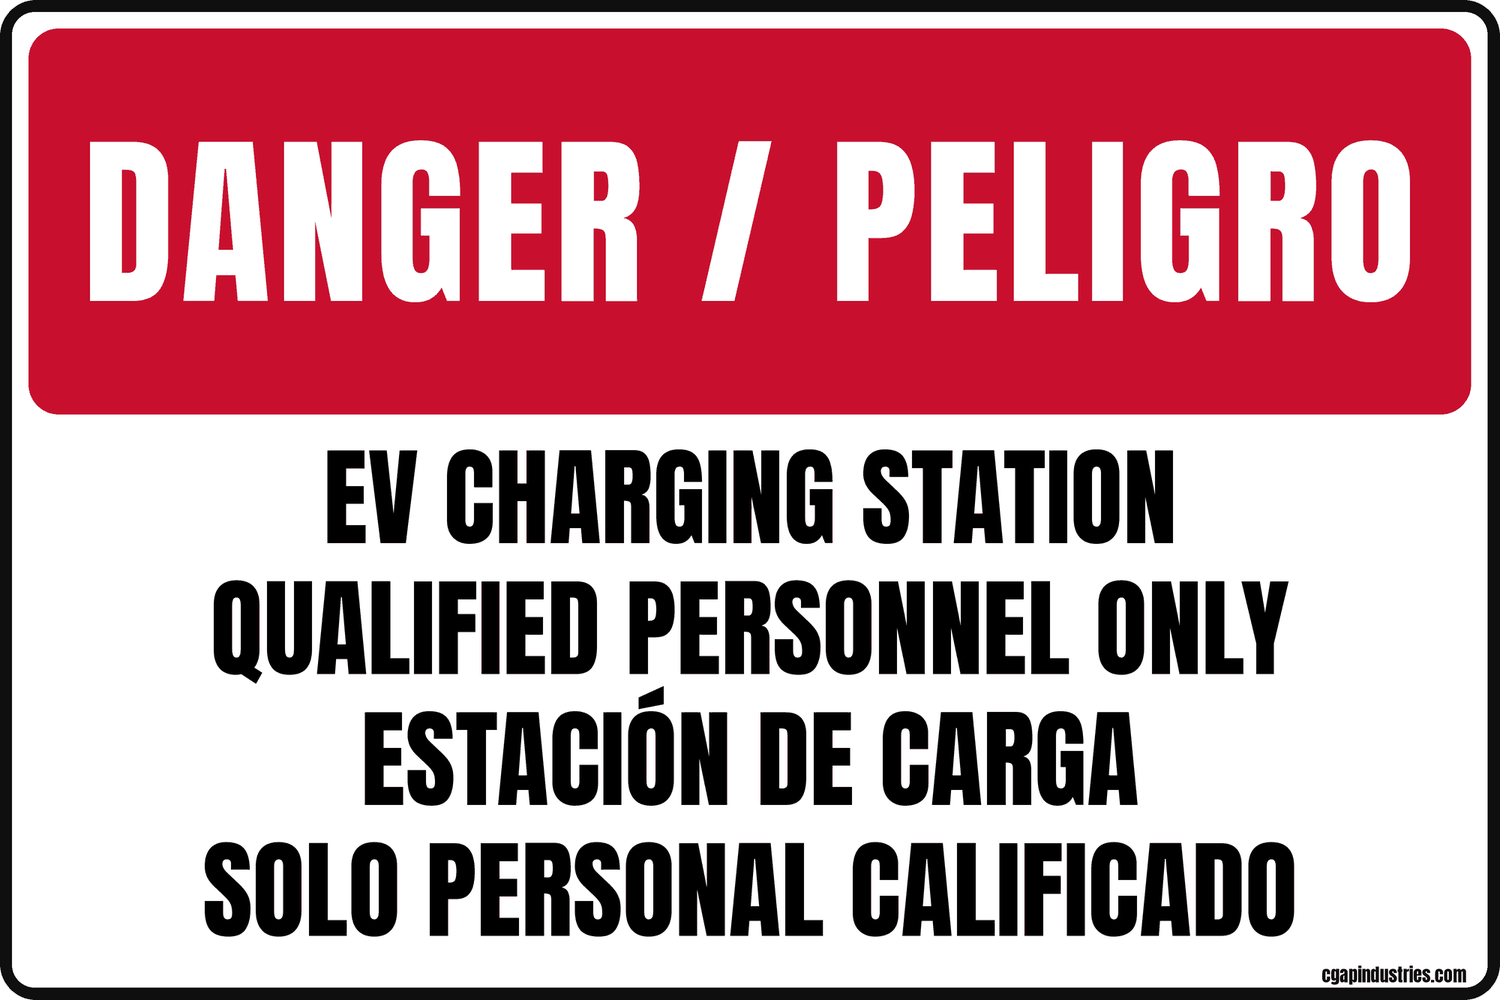 DANGER / PELIGRO
EV CHARGING STATION
QUALIFIED PERSONNEL ONLY
ESTACIÓN DE CARGA
SOLO PERSONAL CALIFICADO
cgapindustries.com